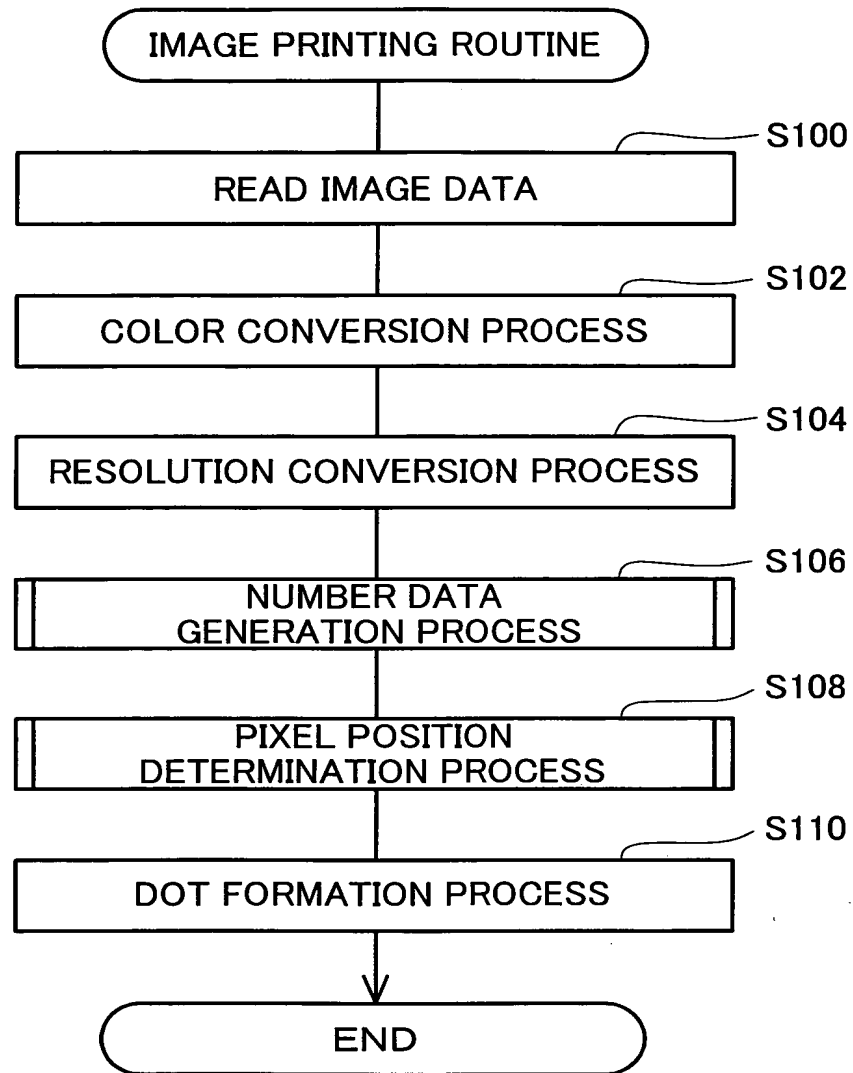 IMAGE PRINTING ROUTINE
S100
READ IMAGE DATA
S102
COLOR CONVERSION PROCESS
S104
RESOLUTION CONVERSION PROCESS
S106
NUMBER DATA
GENERATION PROCESS
S108
PIXEL POSITION
DETERMINATION PROCESS
S110
DOT FORMATION PROCESS
END